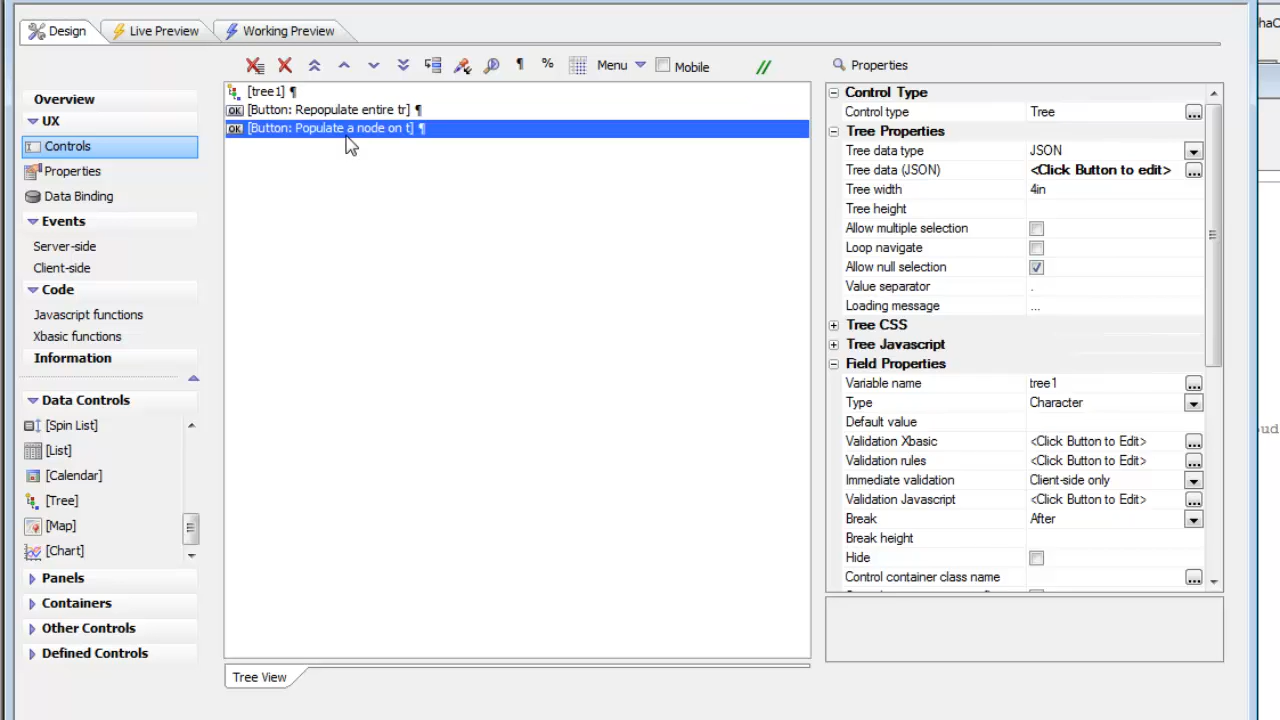 Design
Live Preview
Working Preview
haC
¶
%
Menu
Mobile
//
Overview
UX
Controls
Properties
Data Binding
Events
Server-side
Client-side
Code
Javascript functions
Xbasic functions
Information
Data Controls
[Spin List]
[List]
[Calendar]
[Tree]
[Map]
[Chart]
Panels
Containers
Other Controls
Defined Controls
[tree1] ¶
OK [Button: Repopulate entire tr] ¶
OK [Button: Populate a node on t] ¶
Tree View
Properties
Control Type
Control type Tree ...
Tree Properties
Tree data type JSON
Tree data (JSON) <Click Button to edit> ...
Tree width 4in
Tree height
Allow multiple selection
Loop navigate
Allow null selection
Value separator .
Loading message ...
Tree CSS
Tree Javascript
Field Properties
Variable name tree1 ...
Type Character
Default value
Validation Xbasic <Click Button to Edit> ...
Validation rules <Click Button to Edit> ...
Immediate validation Client-side only
Validation Javascript <Click Button to Edit> ...
Break After
Break height
Hide
Control container class name ...
oud